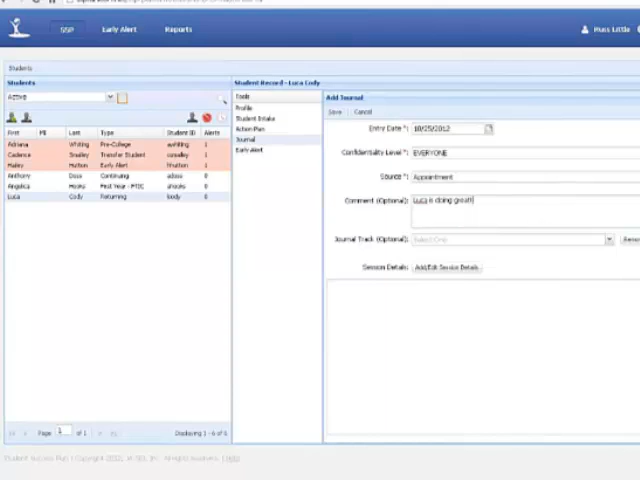 SSP Early Alert Reports Russ Little
Students
Students
Active
First MI Last Type Student ID Alerts
Adriana Whiting Pre-College awhiting 1
Cadence Smalley Transfer Student csmalley 1
Hailey Hutton Early Alert hhutton 1
Anthony Doss Continuing adoss 0
Angelica Hooks First Year - FTIC ahooks 0
Luca Cody Returning lcody 0
Page 1 of 1 Displaying 1 - 6 of 6
Student Record - Luca Cody
Tools
Profile
Student Intake
Action Plan
Journal
Early Alert
Add Journal
Save Cancel
Entry Date *: 10/25/2012
Confidentiality Level *: EVERYONE
Source *: Appointment
Comment (Optional): Luca is doing great!
Journal Track (Optional): Select One
Session Details: Add/Edit Session Details